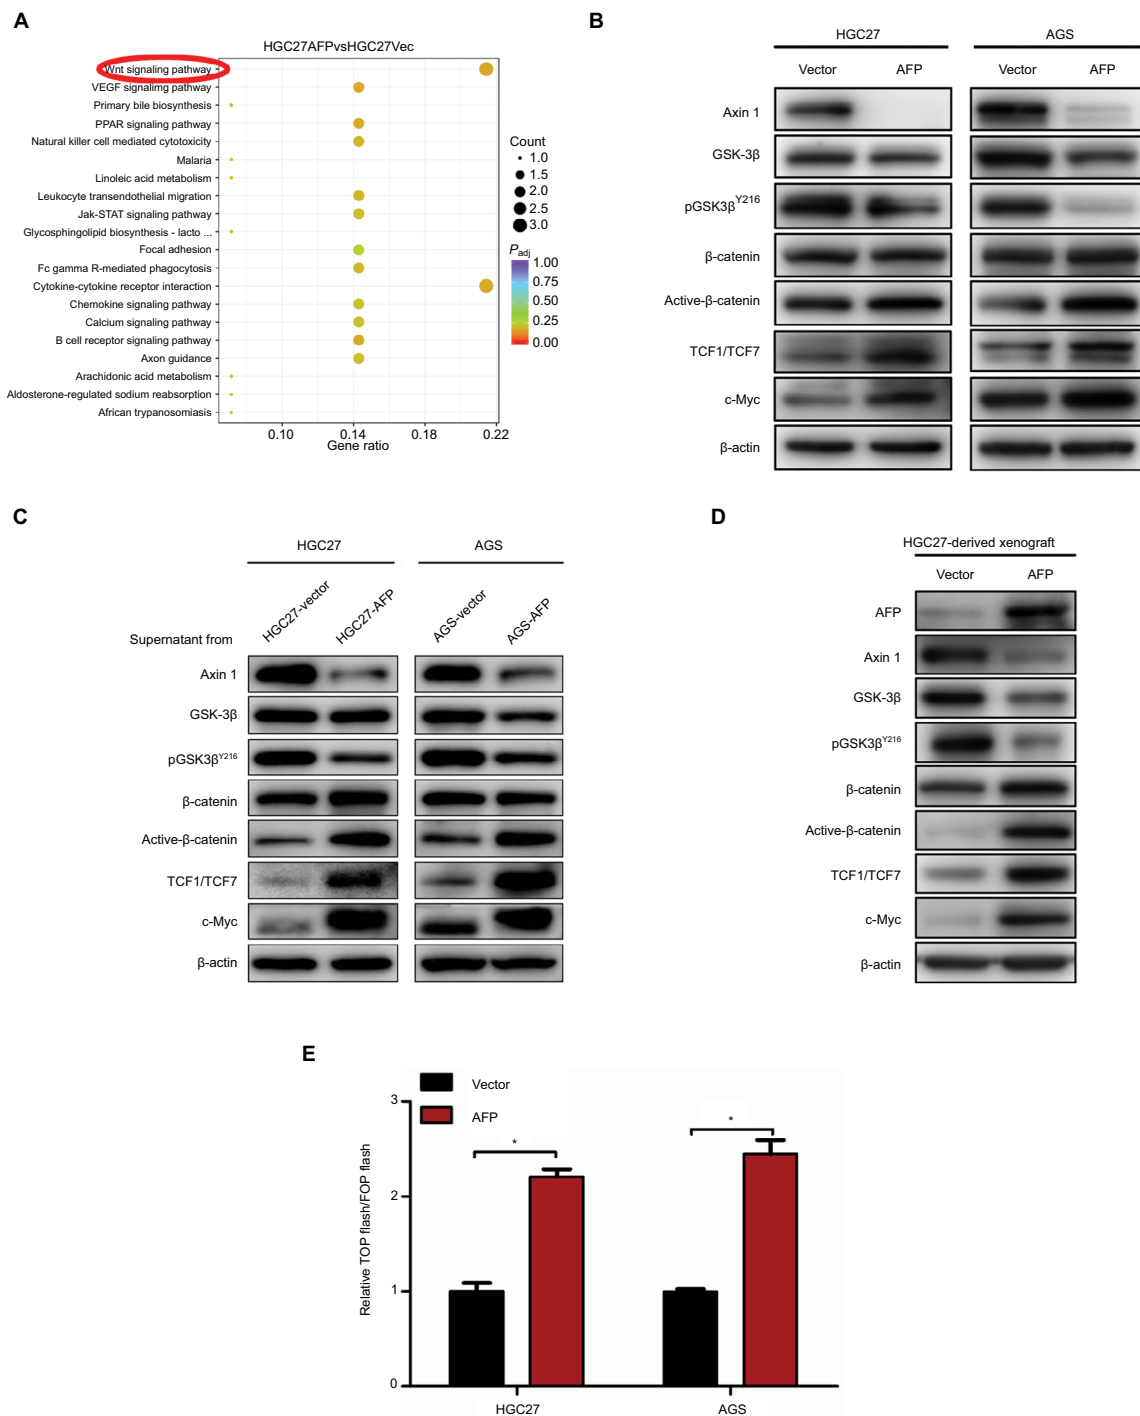 A
HGC27AFPvsHGC27Vec
Wnt signaling pathway
VEGF signaling pathway
Primary bile biosynthesis
PPAR signaling pathway
Natural killer cell mediated cytotoxicity
Malaria
Linoleic acid metabolism
Leukocyte transendothelial migration
Jak-STAT signaling pathway
Glycosphingolipid biosynthesis - lacto ...
Focal adhesion
Fc gamma R-mediated phagocytosis
Cytokine-cytokine receptor interaction
Chemokine signaling pathway
Calcium signaling pathway
B cell receptor signaling pathway
Axon guidance
Arachidonic acid metabolism
Aldosterone-regulated sodium reabsorption
African trypanosomiasis
0.10 0.14 0.18 0.22
Gene ratio
Count
1.0
1.5
2.0
2.5
3.0
Padj
1.00
0.75
0.50
0.25
0.00
B
HGC27 AGS
Vector AFP Vector AFP
Axin 1
GSK-3β
pGSK3β^Y216
β-catenin
Active-β-catenin
TCF1/TCF7
c-Myc
β-actin
C
HGC27 AGS
Supernatant from HGC27-vector HGC27-AFP AGS-vector AGS-AFP
Axin 1
GSK-3β
pGSK3β^Y216
β-catenin
Active-β-catenin
TCF1/TCF7
c-Myc
β-actin
D
HGC27-derived xenograft
Vector AFP
AFP
Axin 1
GSK-3β
pGSK3β^Y216
β-catenin
Active-β-catenin
TCF1/TCF7
c-Myc
β-actin
E
Vector
AFP
Relative TOP flash/FOP flash
3
2
1
0
* *
HGC27 AGS